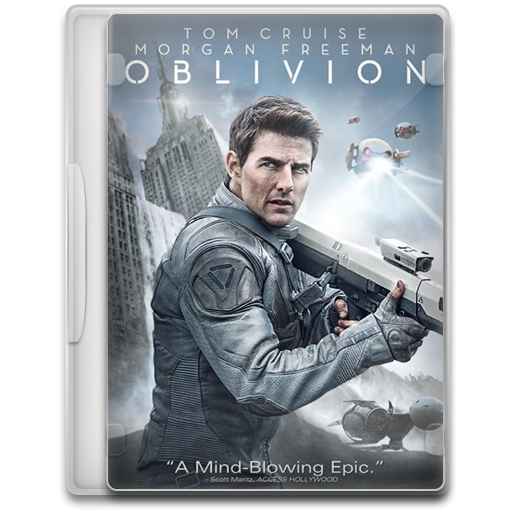 TOM CRUISE
MORGAN FREEMAN
OBLIVION
"A Mind-Blowing Epic."
- Scott Mantz, ACCESS HOLLYWOOD